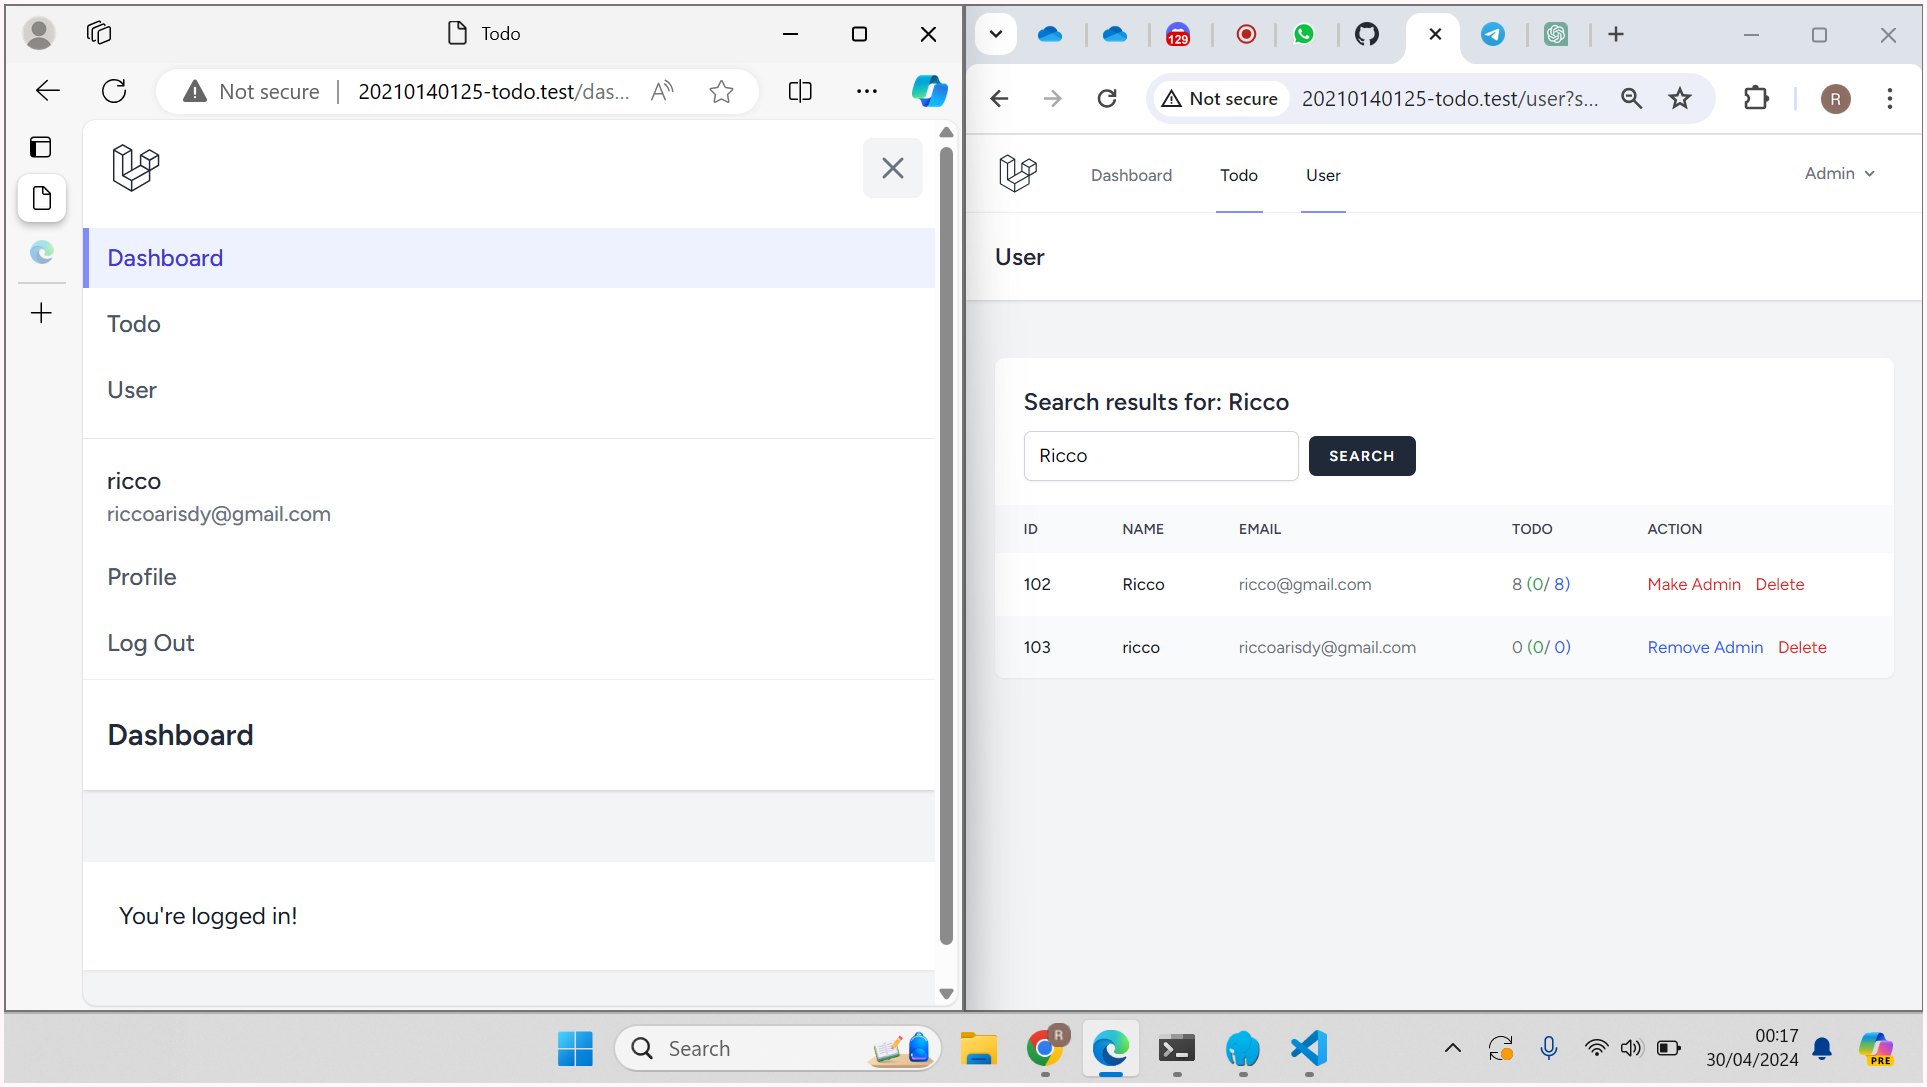 Todo
Not secure
20210140125-todo.test/das...
Dashboard
Todo
User
ricco
riccoarisdy@gmail.com
Profile
Log Out
Dashboard
You're logged in!
129
Not secure
20210140125-todo.test/user?s...
R
Dashboard
Todo
User
Admin
User
Search results for: Ricco
Ricco
SEARCH
ID NAME EMAIL TODO ACTION
102 Ricco ricco@gmail.com 8 (0/ 8) Make Admin Delete
103 ricco riccoarisdy@gmail.com 0 (0/ 0) Remove Admin Delete
Search
R
00:17
30/04/2024
PRE